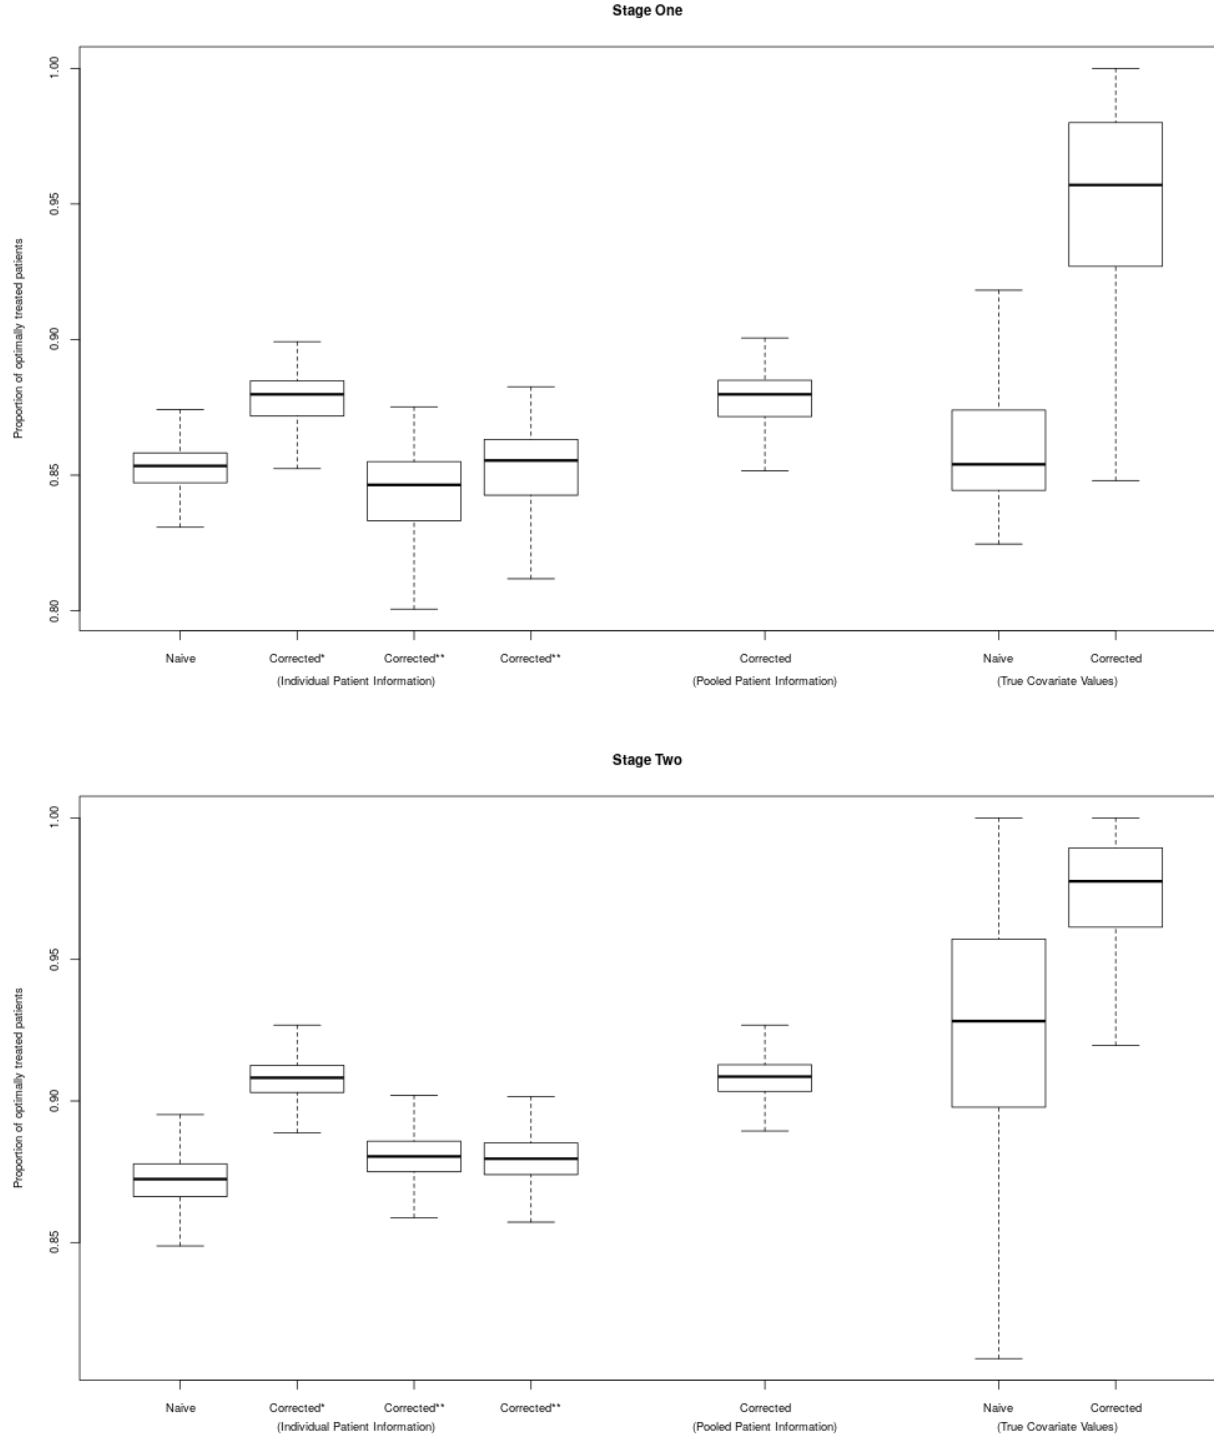 Stage One
Proportion of optimally treated patients
1.00
0.95
0.90
0.85
0.80
Naive Corrected* Corrected** Corrected** Corrected Naive Corrected
(Individual Patient Information) (Pooled Patient Information) (True Covariate Values)
Stage Two
Proportion of optimally treated patients
1.00
0.95
0.90
0.85
Naive Corrected* Corrected** Corrected** Corrected Naive Corrected
(Individual Patient Information) (Pooled Patient Information) (True Covariate Values)